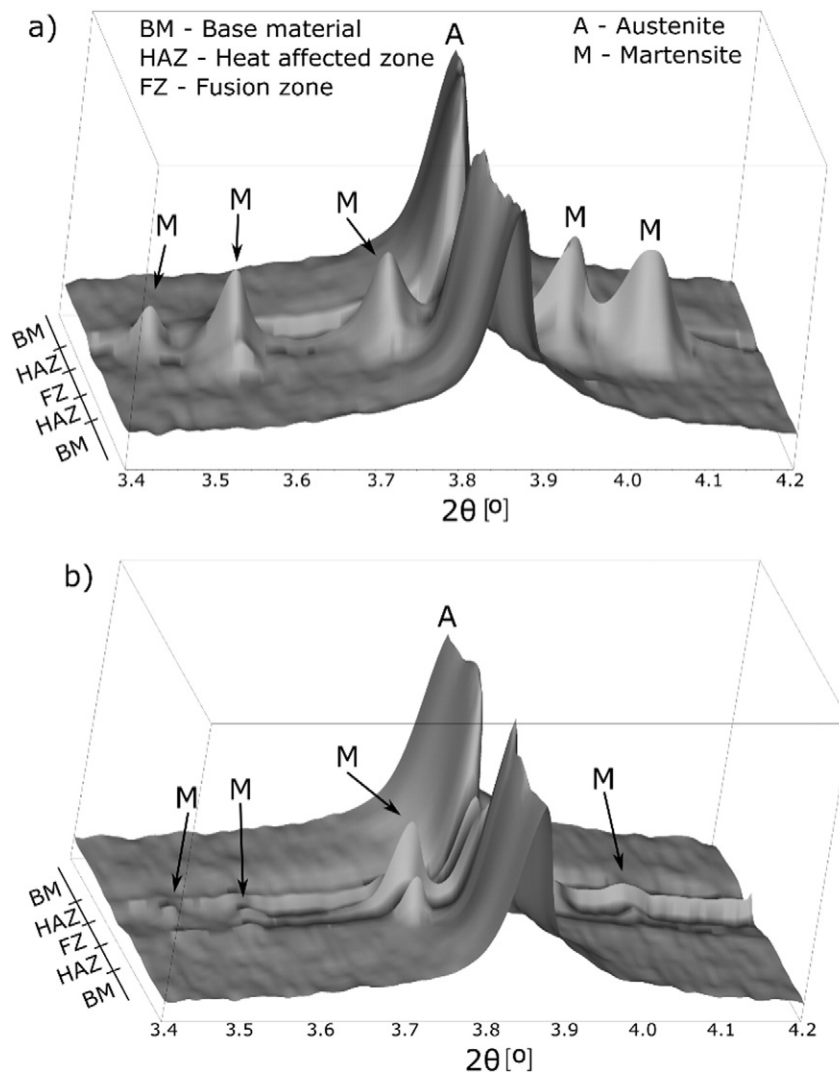 a)
BM - Base material
HAZ - Heat affected zone
FZ - Fusion zone
A
A - Austenite
M - Martensite
M
M
M
M
M
BM
HAZ
FZ
HAZ
BM
3.4 3.5 3.6 3.7 3.8 3.9 4.0 4.1 4.2
2θ [º]
b)
A
M
M
M
M
BM
HAZ
FZ
HAZ
BM
3.4 3.5 3.6 3.7 3.8 3.9 4.0 4.1 4.2
2θ [º]